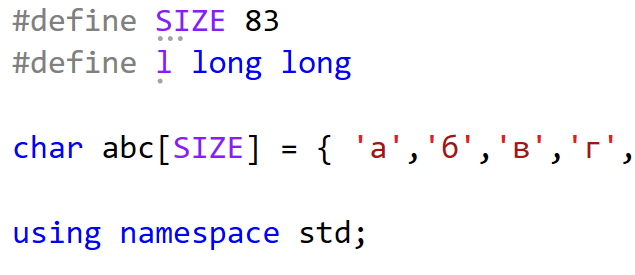 #define SIZE 83
#define l long long
char abc[SIZE] = { 'а','б','в','г',
using namespace std;